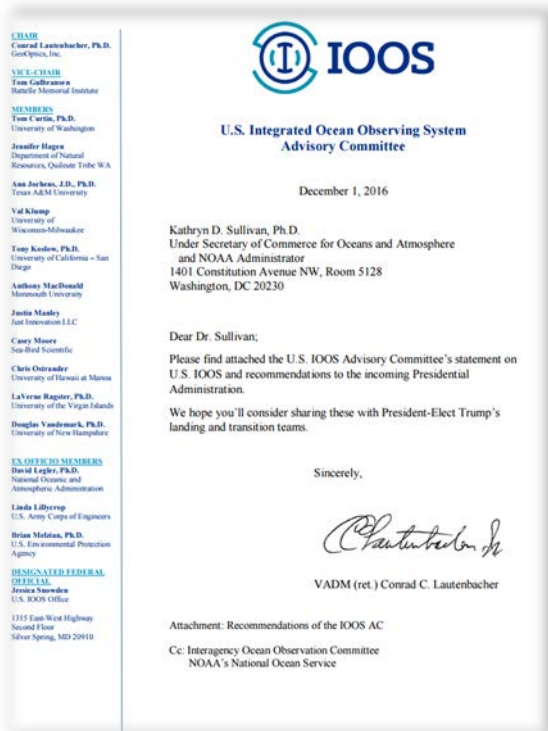 CHAIR
Conrad Lautenbacher, Ph.D.
GeoOptics, Inc.
VICE-CHAIR
Tom Gulbransen
Battelle Memorial Institute
MEMBERS
Tom Curtin, Ph.D.
University of Washington
Jennifer Hagen
Department of Natural
Resources, Quileute Tribe WA
Ann Jochens, J.D., Ph.D.
Texas A&M University
Val Klump
University of
Wisconsin-Milwaukee
Tony Koslow, Ph.D.
University of California – San
Diego
Anthony MacDonald
Monmouth University
Justin Manley
Just Innovation LLC
Casey Moore
Sea-Bird Scientific
Chris Ostrander
University of Hawaii at Manoa
LaVerne Ragster, Ph.D.
University of the Virgin Islands
Douglas Vandemark, Ph.D.
University of New Hampshire
EX OFFICIO MEMBERS
David Legler, Ph.D.
National Oceanic and
Atmospheric Administration
Linda Lillycrop
U.S. Army Corps of Engineers
Brian Melzian, Ph.D.
U.S. Environmental Protection
Agency
DESIGNATED FEDERAL
OFFICIAL
Jessica Snowden
U.S. IOOS Office
1315 East-West Highway
Second Floor
Silver Spring, MD 20910
IOOS
U.S. Integrated Ocean Observing System
Advisory Committee
December 1, 2016
Kathryn D. Sullivan, Ph.D.
Under Secretary of Commerce for Oceans and Atmosphere
and NOAA Administrator
1401 Constitution Avenue NW, Room 5128
Washington, DC 20230
Dear Dr. Sullivan;
Please find attached the U.S. IOOS Advisory Committee's statement on
U.S. IOOS and recommendations to the incoming Presidential
Administration.
We hope you'll consider sharing these with President-Elect Trump's
landing and transition teams.
Sincerely,
CLautenbacher Jr
VADM (ret.) Conrad C. Lautenbacher
Attachment: Recommendations of the IOOS AC
Cc: Interagency Ocean Observation Committee
NOAA's National Ocean Service